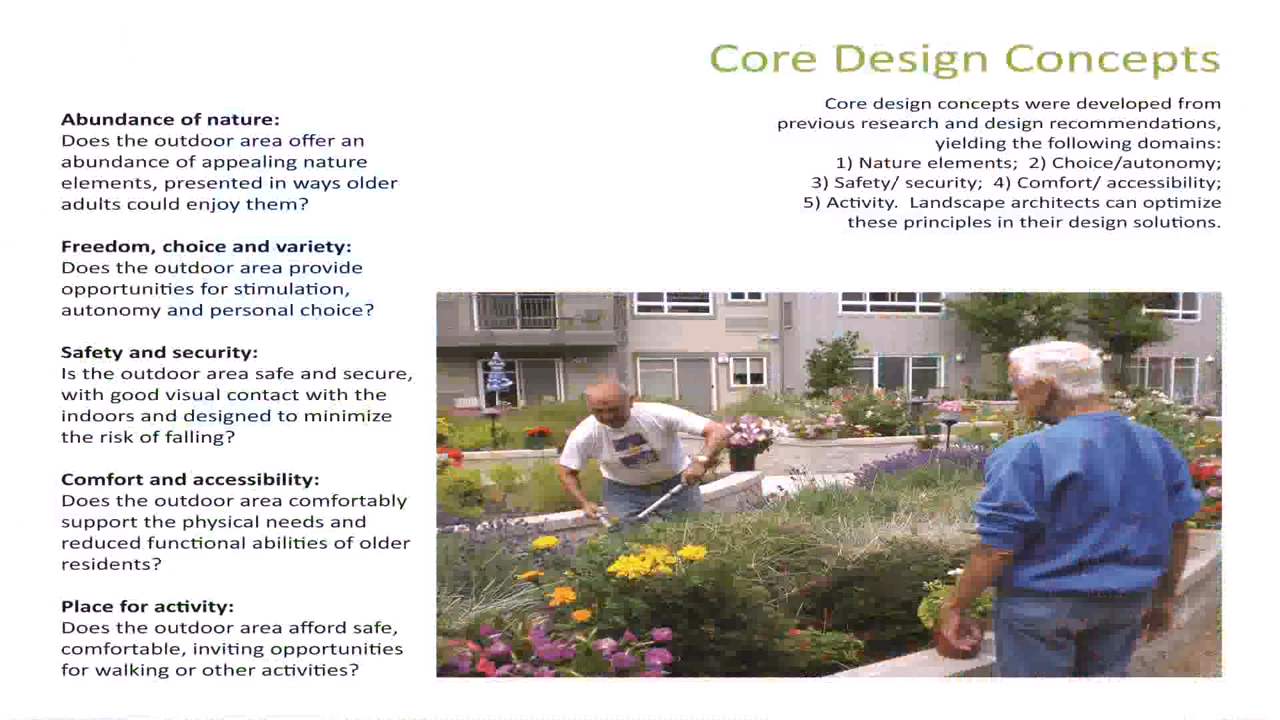 Core Design Concepts
Core design concepts were developed from
previous research and design recommendations,
yielding the following domains:
1) Nature elements; 2) Choice/autonomy;
3) Safety/ security; 4) Comfort/ accessibility;
5) Activity. Landscape architects can optimize
these principles in their design solutions.
Abundance of nature:
Does the outdoor area offer an
abundance of appealing nature
elements, presented in ways older
adults could enjoy them?
Freedom, choice and variety:
Does the outdoor area provide
opportunities for stimulation,
autonomy and personal choice?
Safety and security:
Is the outdoor area safe and secure,
with good visual contact with the
indoors and designed to minimize
the risk of falling?
Comfort and accessibility:
Does the outdoor area comfortably
support the physical needs and
reduced functional abilities of older
residents?
Place for activity:
Does the outdoor area afford safe,
comfortable, inviting opportunities
for walking or other activities?